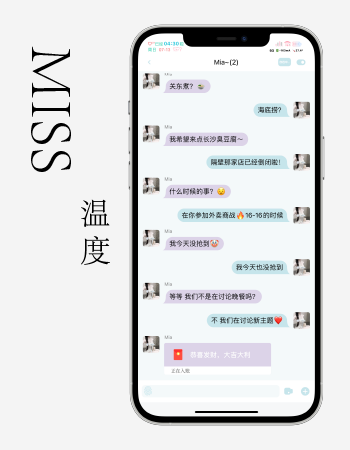 MISS
温度
Mia~(2)
Mia
关东煮？
海底捞？
Mia
我希望来点长沙臭豆腐～
隔壁那家店已经倒闭啦！
Mia
什么时候的事？😉
在你参加外卖商战🔥16-16的时候
Mia
我今天没抢到🤡
我今天也没抢到
Mia
等等 我们不是在讨论晚餐吗？
不 我们在讨论新主题❤️
Mia
恭喜发财，大吉大利